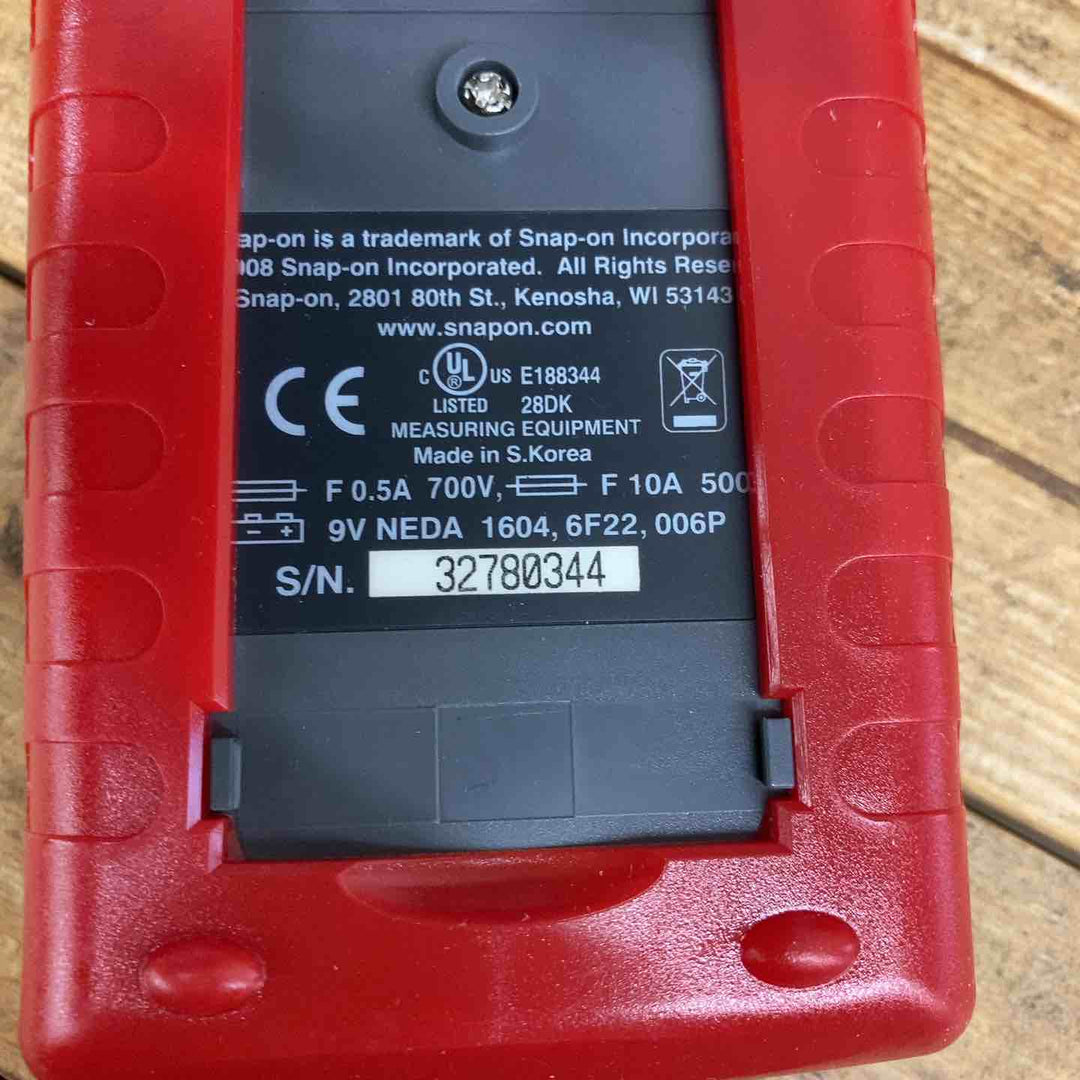 ap-on is a trademark of Snap-on Incorpora
008 Snap-on Incorporated. All Rights Rese
Snap-on, 2801 80th St., Kenosha, WI 53143
www.snapon.com
C UL ® US E188344
LISTED 28DK
CE
MEASURING EQUIPMENT
Made in S.Korea
F 0.5A 700V, F 10A 500
9V NEDA 1604, 6F22, 006P
S/N. 32780344